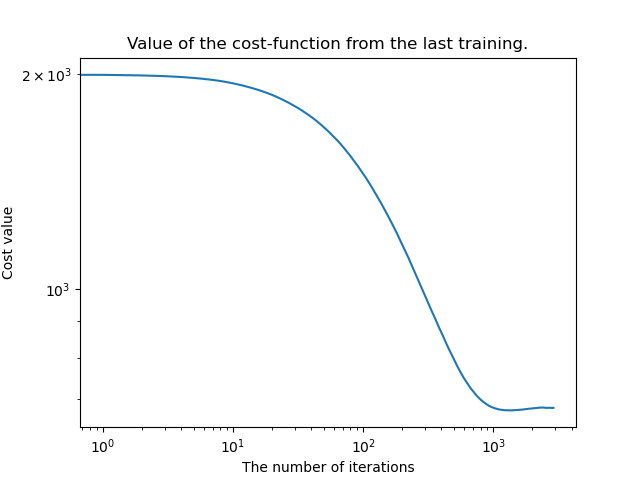 Value of the cost-function from the last training.
2 × 10³
Cost value
10³
10⁰ 10¹ 10² 10³
The number of iterations